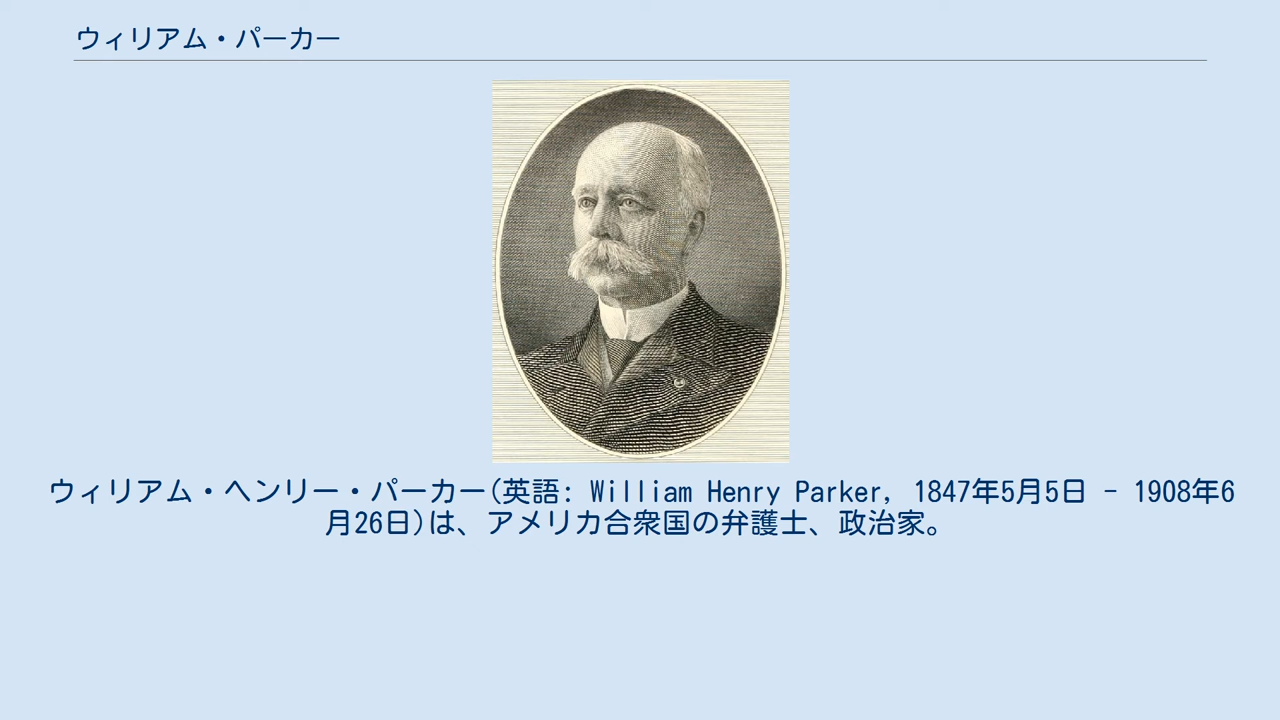 ウィリアム・パーカー
ウィリアム・ヘンリー・パーカー(英語: William Henry Parker, 1847年5月5日 - 1908年6
月26日)は、アメリカ合衆国の弁護士、政治家。